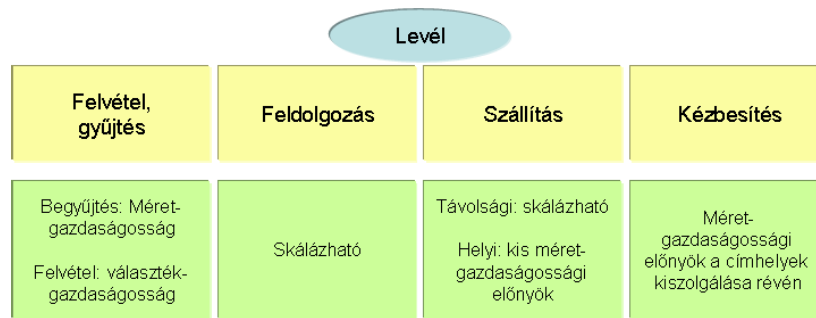 Levél
Felvétel,
gyűjtés
Feldolgozás
Szállítás
Kézbesítés
Begyűjtés: Méret-
gazdaságosság
Felvétel: választék-
gazdaságosság
Skálázható
Távolsági: skálázható
Helyi: kis méret-
gazdaságossági
előnyök
Méret-
gazdaságossági
előnyök a címhelyek
kiszolgálása révén